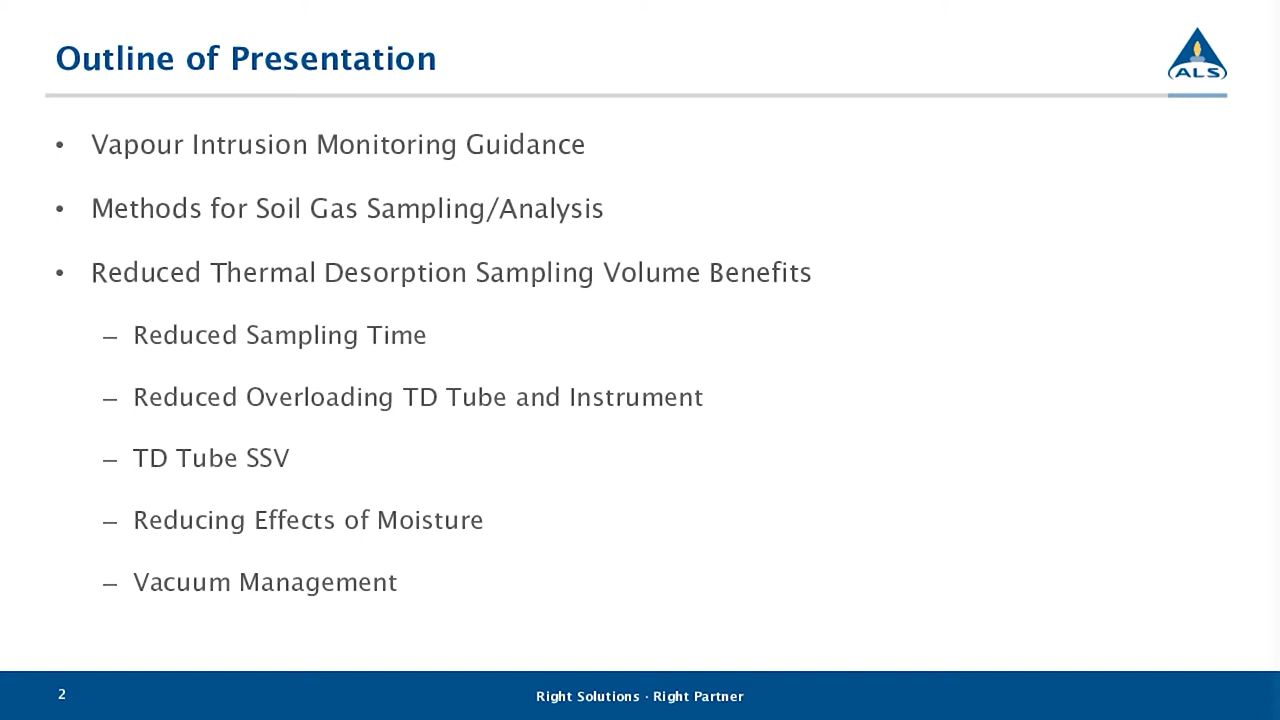 Outline of Presentation
ALS
• Vapour Intrusion Monitoring Guidance
• Methods for Soil Gas Sampling/Analysis
• Reduced Thermal Desorption Sampling Volume Benefits
– Reduced Sampling Time
– Reduced Overloading TD Tube and Instrument
– TD Tube SSV
– Reducing Effects of Moisture
– Vacuum Management
2
Right Solutions · Right Partner